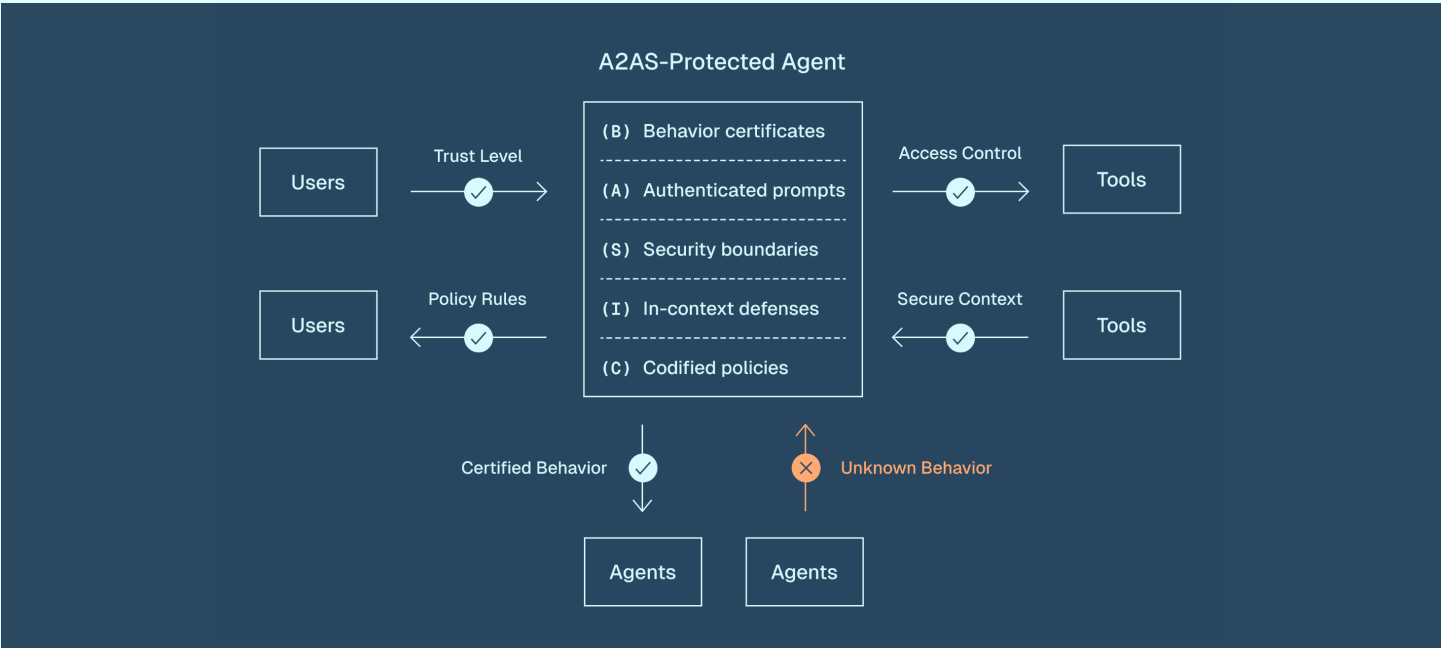 A2AS-Protected Agent
(B) Behavior certificates
(A) Authenticated prompts
(S) Security boundaries
(I) In-context defenses
(C) Codified policies
Users
Trust Level
Access Control
Tools
Users
Policy Rules
Secure Context
Tools
Certified Behavior
Unknown Behavior
Agents
Agents